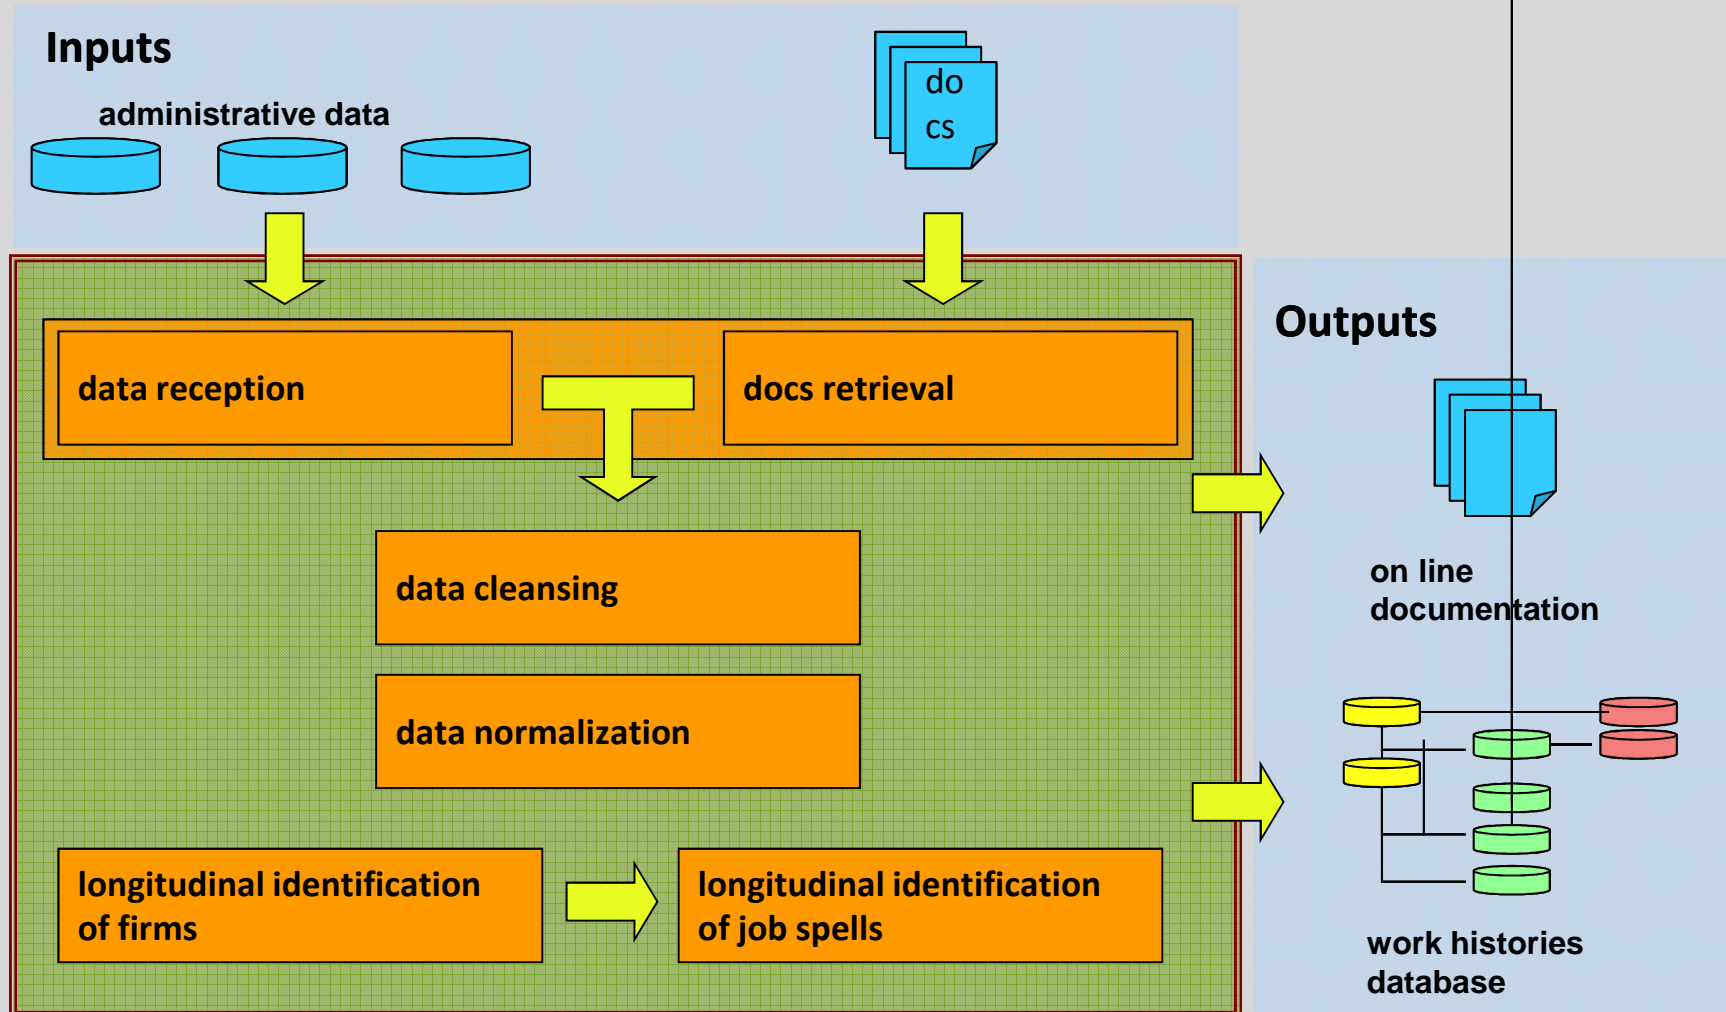 Inputs
administrative data
do
cs
data reception
docs retrieval
data cleansing
data normalization
longitudinal identification
of firms
longitudinal identification
of job spells
Outputs
on line
documentation
work histories
database